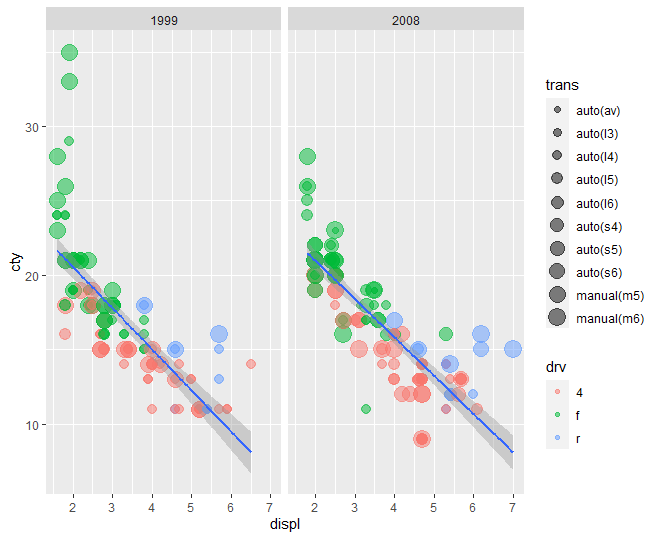 1999 2008
30
20
10
cty
2 3 4 5 6 7 2 3 4 5 6 7
displ
trans
auto(av)
auto(l3)
auto(l4)
auto(l5)
auto(l6)
auto(s4)
auto(s5)
auto(s6)
manual(m5)
manual(m6)
drv
4
f
r